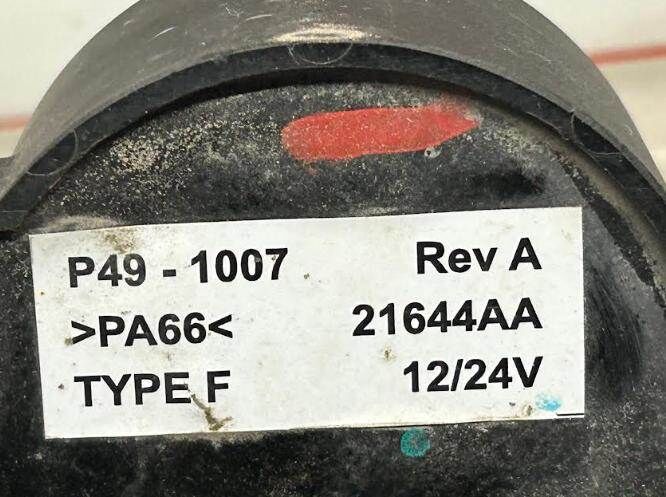 P49 - 1007 Rev A
>PA66< 21644AA
TYPE F 12/24V